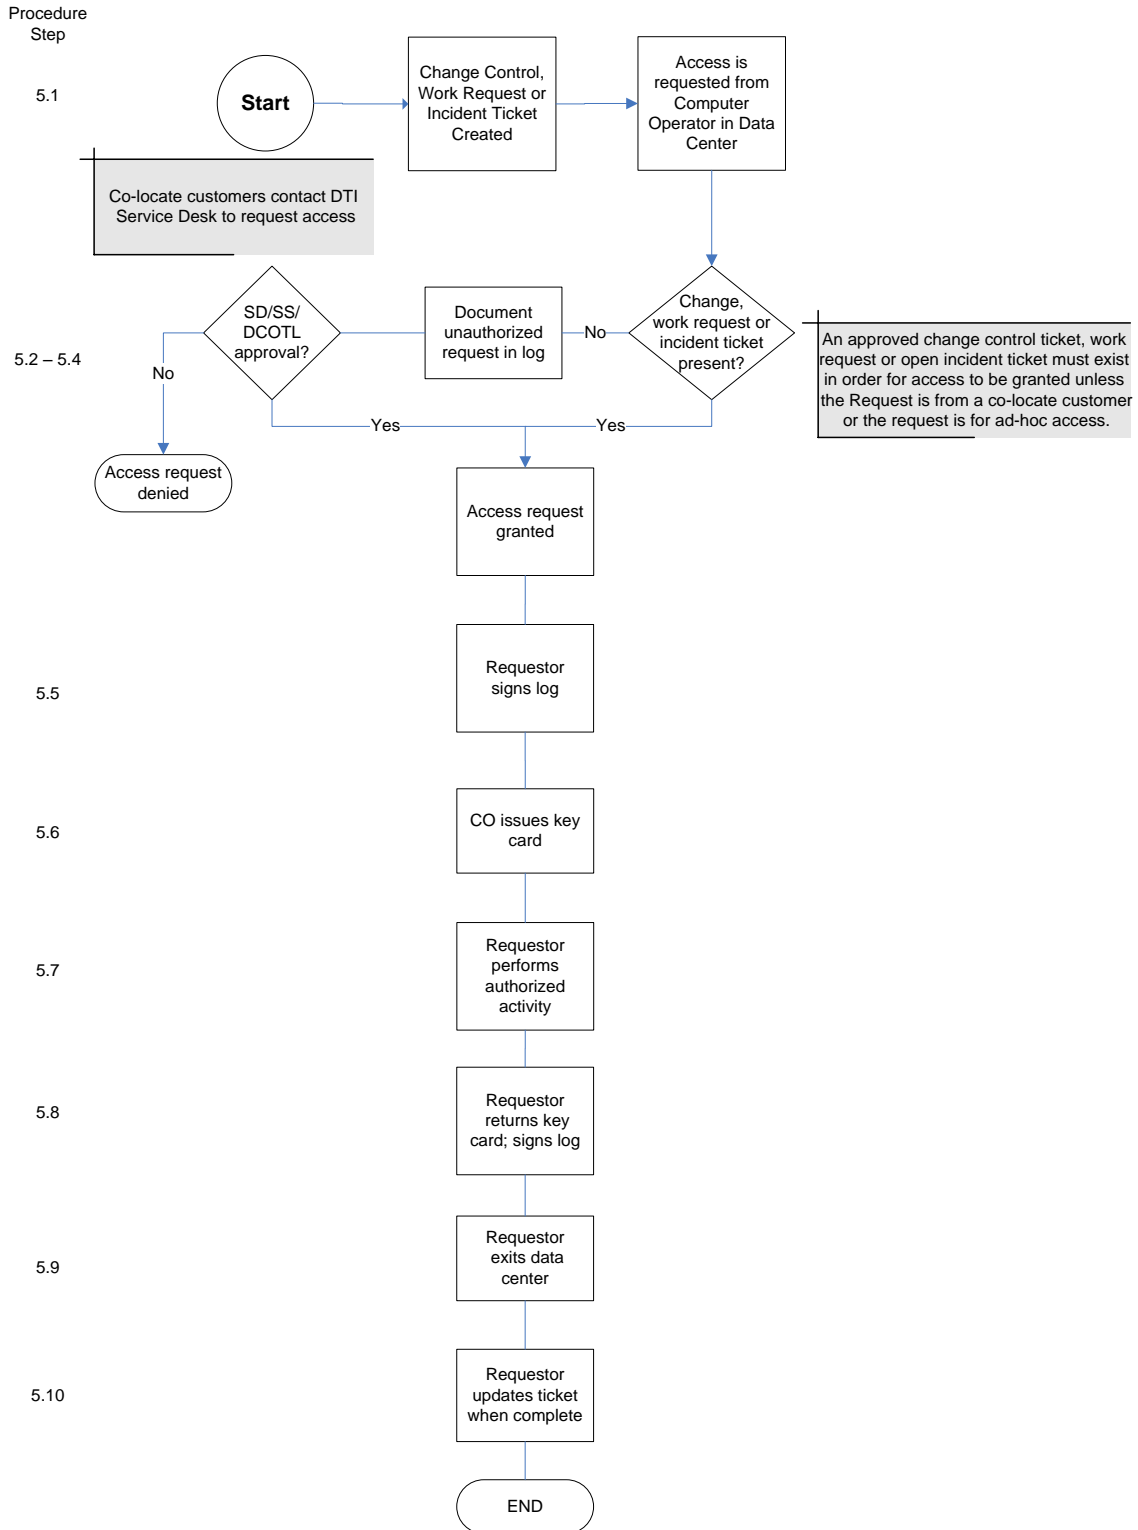 Procedure
Step
5.1
Start
Change Control,
Work Request or
Incident Ticket
Created
Access is
requested from
Computer
Operator in Data
Center
Co-locate customers contact DTI
Service Desk to request access
5.2 – 5.4
SD/SS/
DCOTL
approval?
Document
unauthorized
request in log
No
Change,
work request or
incident ticket
present?
An approved change control ticket, work
request or open incident ticket must exist
in order for access to be granted unless
the Request is from a co-locate customer
or the request is for ad-hoc access.
No
Yes
Yes
Access request
denied
Access request
granted
5.5
Requestor
signs log
5.6
CO issues key
card
5.7
Requestor
performs
authorized
activity
5.8
Requestor
returns key
card; signs log
5.9
Requestor
exits data
center
5.10
Requestor
updates ticket
when complete
END